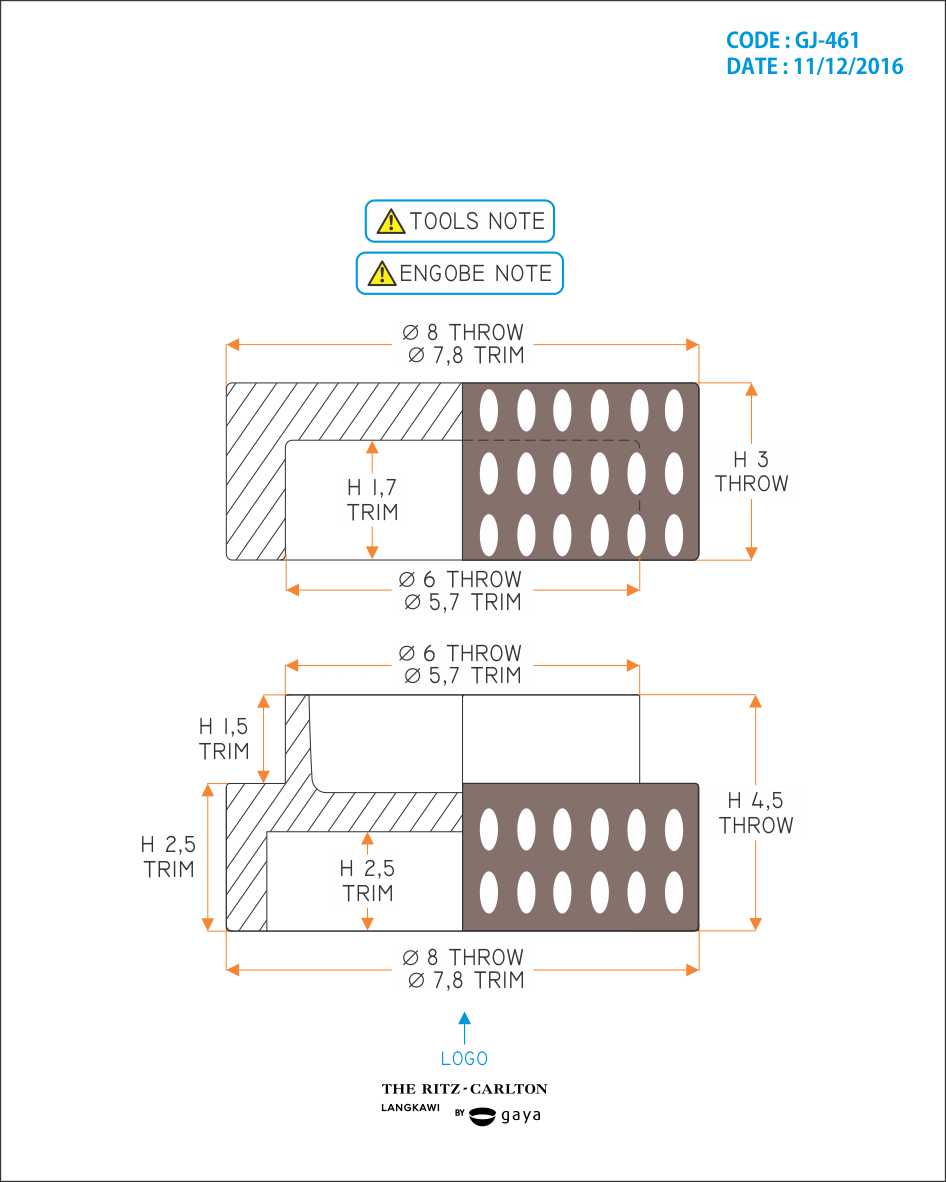 CODE : GJ-461
DATE : 11/12/2016
TOOLS NOTE
ENGOBE NOTE
Ø 8 THROW
Ø 7,8 TRIM
H 1,7
TRIM
H 3
THROW
Ø 6 THROW
Ø 5,7 TRIM
Ø 6 THROW
Ø 5,7 TRIM
H 1,5
TRIM
H 2,5
TRIM
H 2,5
TRIM
H 4,5
THROW
Ø 8 THROW
Ø 7,8 TRIM
LOGO
THE RITZ-CARLTON
LANGKAWI
BY gaya